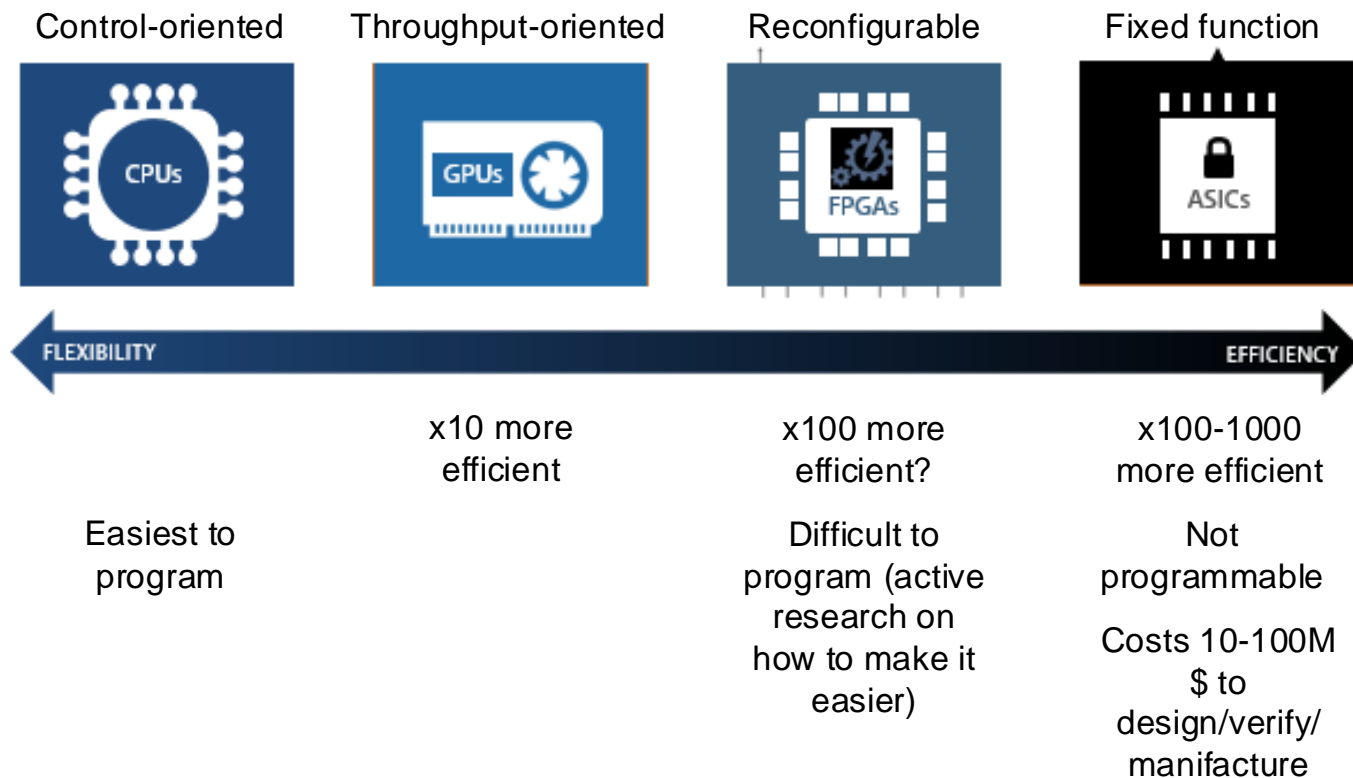 Control-oriented
Throughput-oriented
Reconfigurable
Fixed function
CPUs
GPUs
FPGAs
ASICs
FLEXIBILITY
EFFICIENCY
x10 more
efficient
x100 more
efficient?
x100-1000
more efficient
Easiest to
program
Difficult to
program (active
research on
how to make it
easier)
Not
programmable
Costs 10-100M
$ to
design/verify/
manifacture